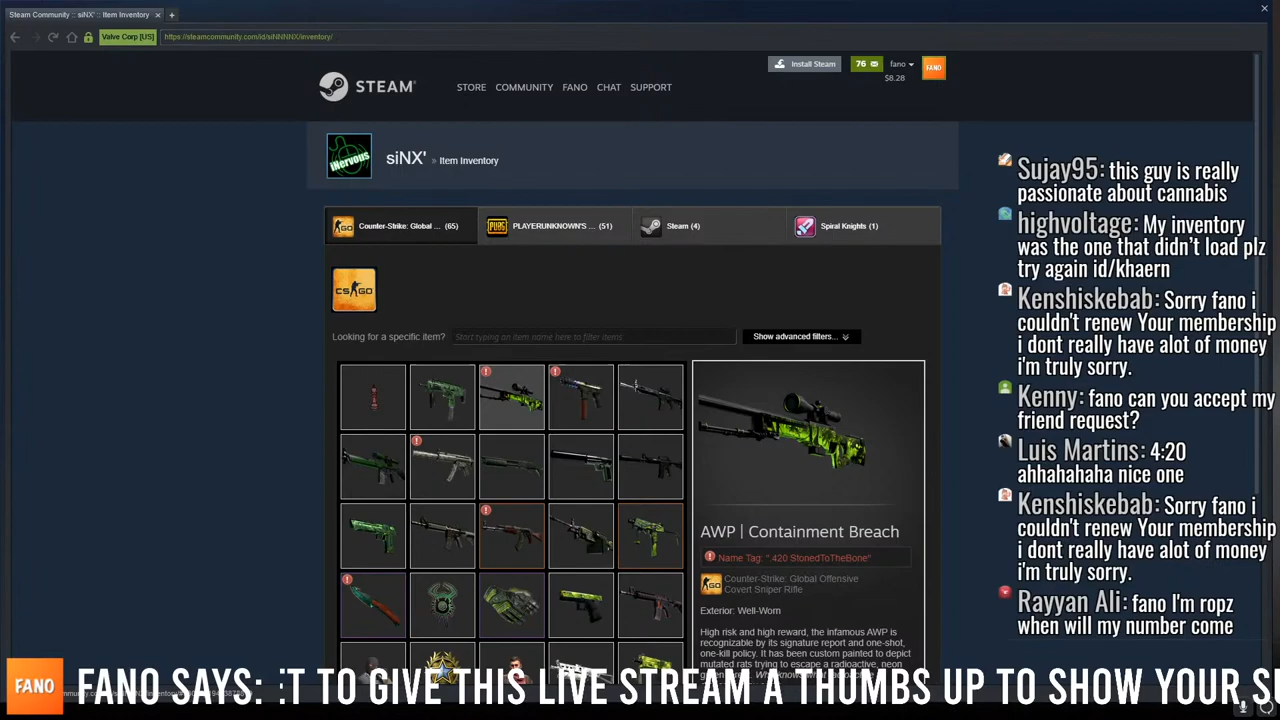 Steam Community :: siNX' :: Item Inventory
Valve Corp [US]
https://steamcommunity.com/id/siNNNNX/inventory/
Install Steam
76
fano
$8.28
FANO
STEAM
STORE COMMUNITY FANO CHAT SUPPORT
iNervous
siNX' » Item Inventory
Counter-Strike: Global ... (65)
PLAYERUNKNOWN'S ... (51)
Steam (4)
Spiral Knights (1)
CS GO
Looking for a specific item?
Start typing an item name here to filter items
Show advanced filters...
AWP | Containment Breach
Name Tag: ".420 StonedToTheBone"
Counter-Strike: Global Offensive
Covert Sniper Rifle
Exterior: Well-Worn
High risk and high reward, the infamous AWP is
recognizable by its signature report and one-shot,
one-kill policy. It has been custom painted to depict
mutated rats trying to escape a radioactive, neon
Sujay95: this guy is really
passionate about cannabis
highvoltage: My inventory
was the one that didn't load plz
try again id/khaern
Kenshiskebab: Sorry fano i
couldn't renew Your membership
i dont really have alot of money
i'm truly sorry.
Kenny: fano can you accept my
friend request?
Luis Martins: 4:20
ahhahahaha nice one
Kenshiskebab: Sorry fano i
couldn't renew Your membership
i dont really have alot of money
i'm truly sorry.
Rayyan Ali: fano I'm ropz
when will my number come
FANO
FANO SAYS: :T TO GIVE THIS LIVE STREAM A THUMBS UP TO SHOW YOUR